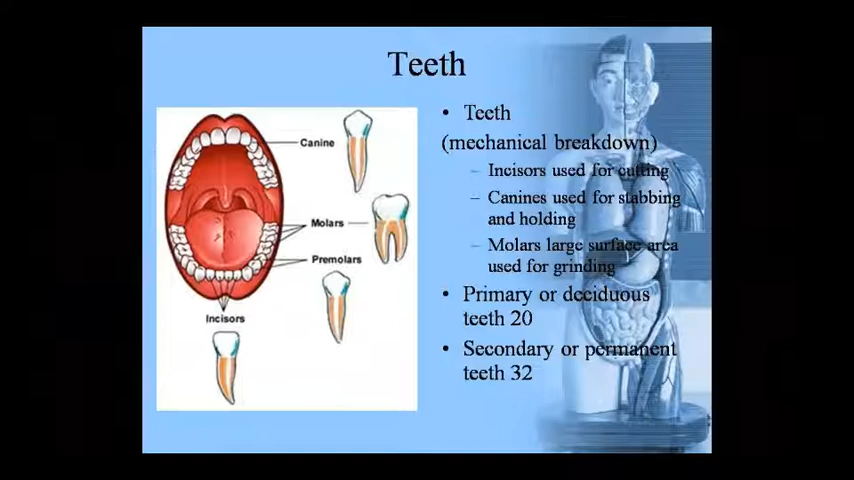 Teeth
Canine
Molars
Premolars
Incisors
• Teeth
(mechanical breakdown)
– Incisors used for cutting
– Canines used for stabbing
and holding
– Molars large surface area
used for grinding
• Primary or deciduous
teeth 20
• Secondary or permanent
teeth 32